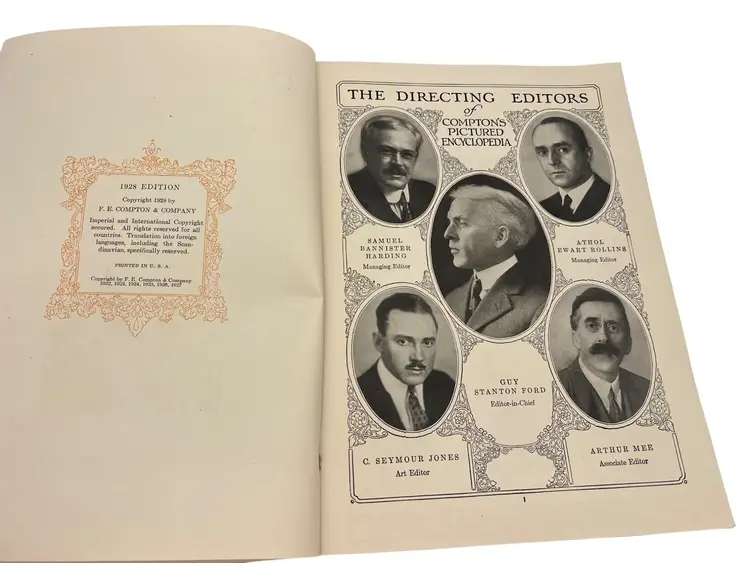 1928 EDITION
Copyright 1928 by
F. E. COMPTON & COMPANY
Imperial and International Copyright
secured. All rights reserved for all
countries. Translation into foreign
languages, including the Scan-
dinavian, specifically reserved.
PRINTED IN U. S. A.
Copyright by F. E. Compton & Company
1922, 1923, 1924, 1925, 1926, 1927
THE DIRECTING EDITORS
of
COMPTON'S
PICTURED
ENCYCLOPEDIA
SAMUEL
BANNISTER
HARDING
Managing Editor
ATHOL
EWART ROLLINS
Managing Editor
GUY
STANTON FORD
Editor-in-Chief
C. SEYMOUR JONES
Art Editor
ARTHUR MEE
Associate Editor
1